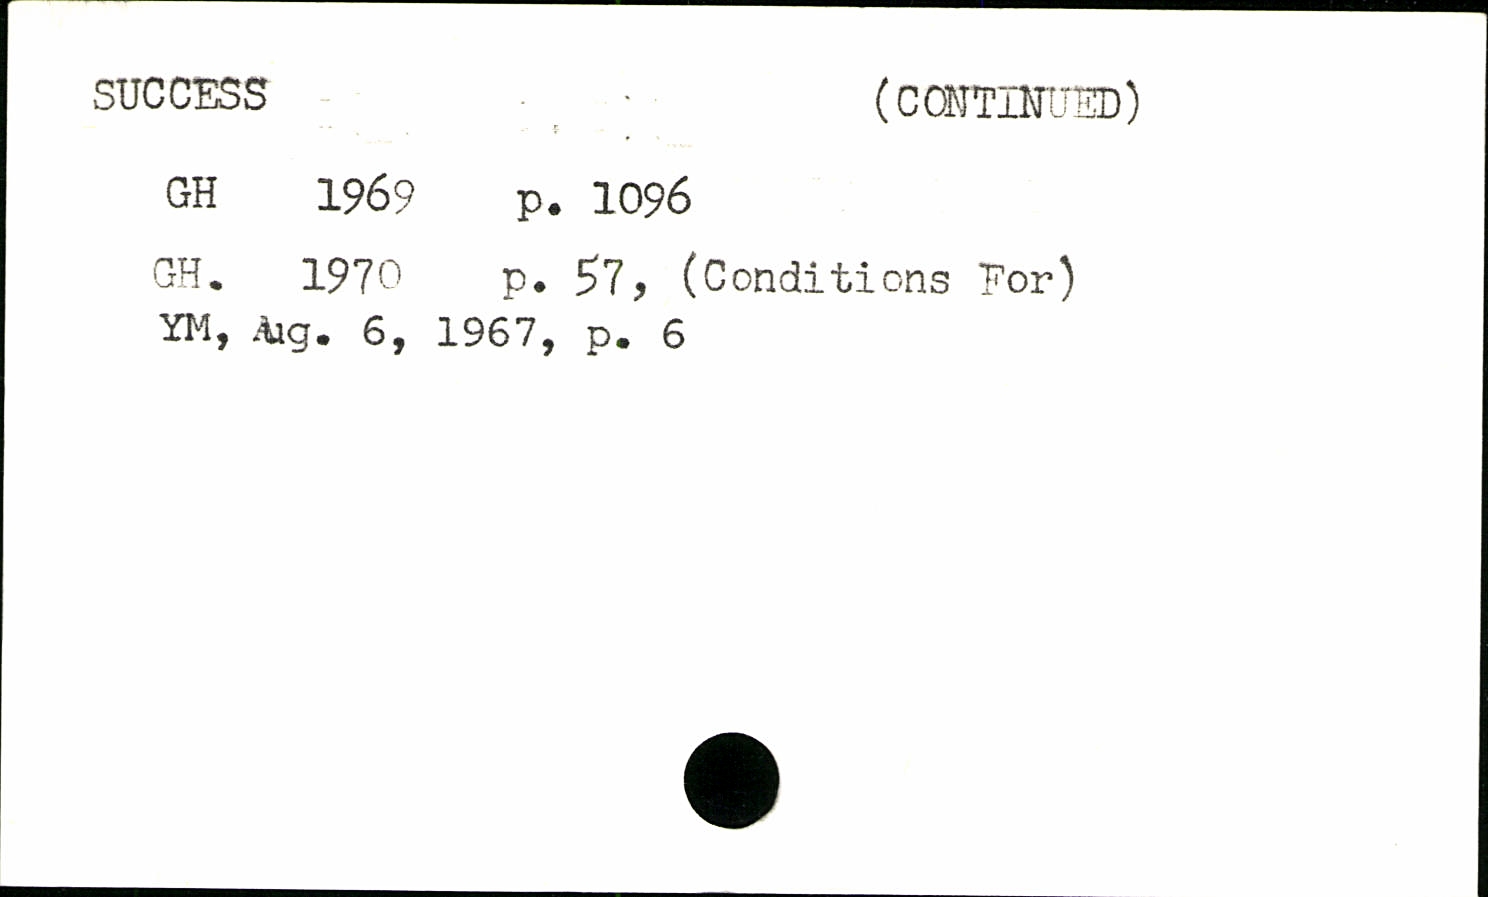 SUCCESS (CONTINUED)
GH 1969 p. 1096
GH. 1970 p. 57, (Conditions For)
YM, Aug. 6, 1967, p. 6